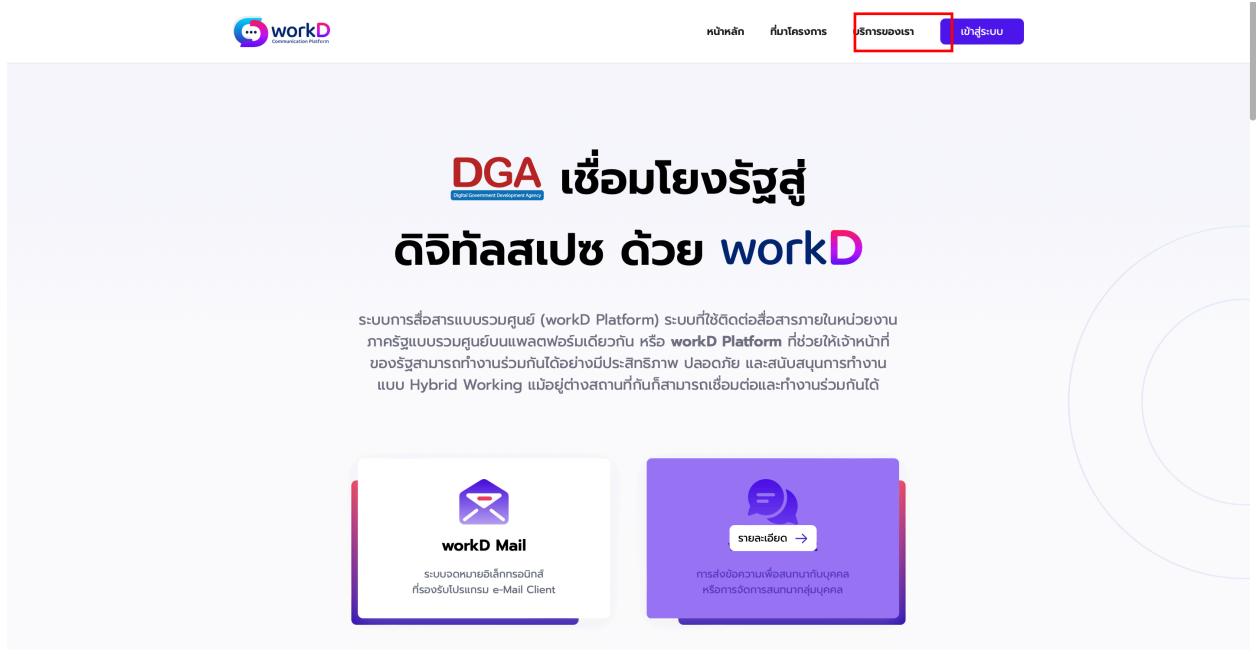 workD
Communication Platform
หน้าหลัก ที่มาโครงการ บริการของเรา เข้าสู่ระบบ
DGA เชื่อมโยงรัฐสู่
Digital Government Development Agency
ดิจิทัลสเปซ ด้วย workD
ระบบการสื่อสารแบบรวมศูนย์ (workD Platform) ระบบที่ใช้ติดต่อสื่อสารภายในหน่วยงาน
ภาครัฐแบบรวมศูนย์บนแพลตฟอร์มเดียวกัน หรือ workD Platform ที่ช่วยให้เจ้าหน้าที่
ของรัฐสามารถทำงานร่วมกันได้อย่างมีประสิทธิภาพ ปลอดภัย และสนับสนุนการทำงาน
แบบ Hybrid Working แม้อยู่ต่างสถานที่กันก็สามารถเชื่อมต่อและทำงานร่วมกันได้
workD Mail
ระบบจดหมายอิเล็กทรอนิกส์
ที่รองรับโปรแกรม e-Mail Client
รายละเอียด
การส่งข้อความเพื่อสนทนากับบุคคล
หรือการจัดการสนทนากลุ่มบุคคล